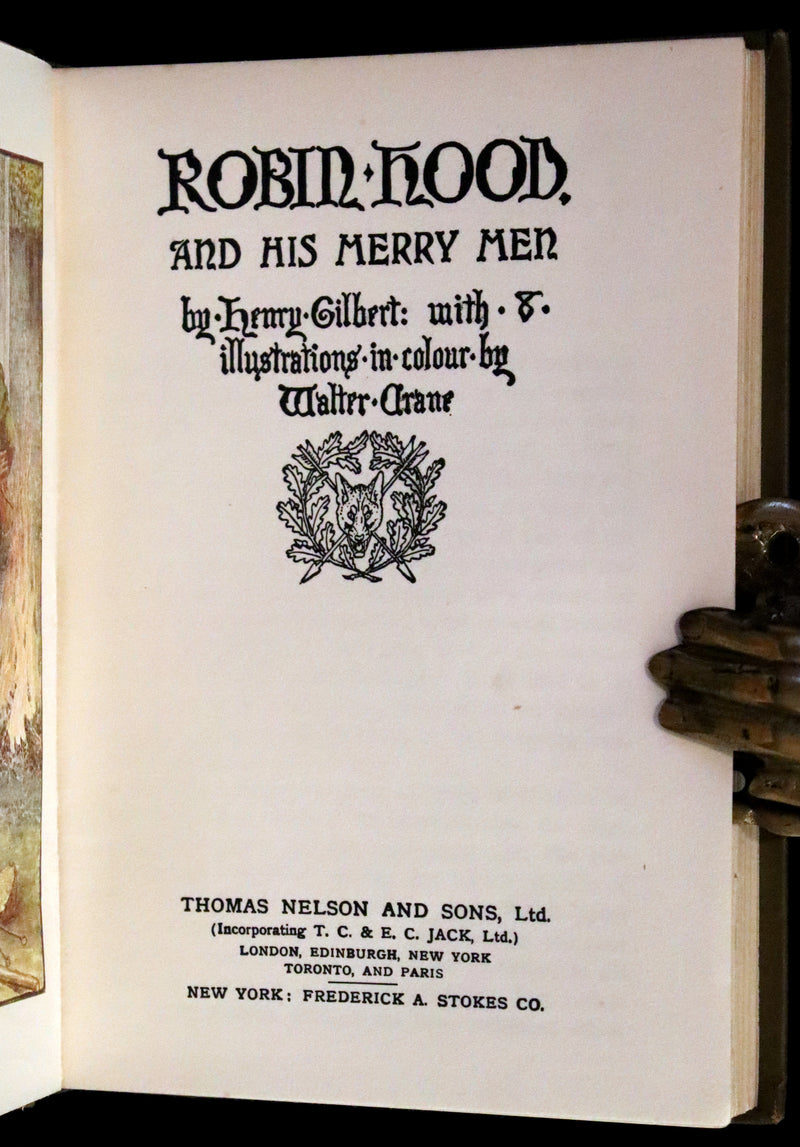 ROBIN·HOOD.
AND HIS MERRY MEN
by·Henry·Gilbert: with·8·
illustrations·in·colour·by
Walter·Crane
THOMAS NELSON AND SONS, Ltd.
(Incorporating T. C. & E. C. JACK, Ltd.)
LONDON, EDINBURGH, NEW YORK
TORONTO, AND PARIS
NEW YORK: FREDERICK A. STOKES CO.